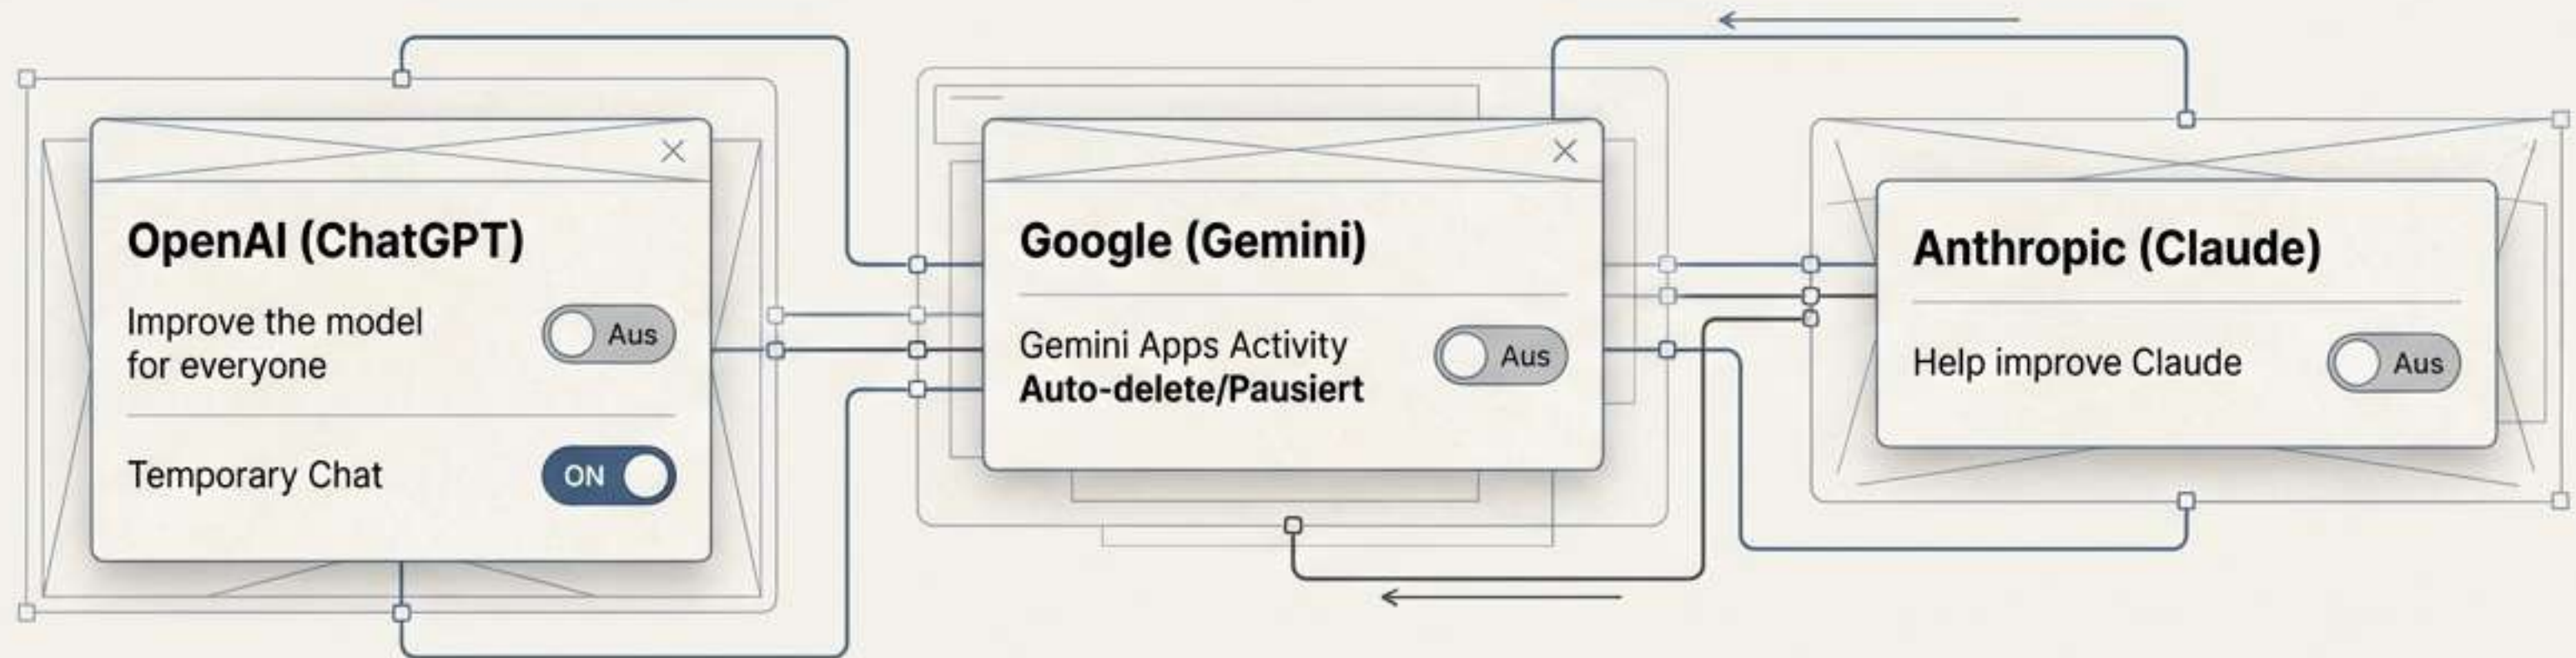 OpenAI (ChatGPT)
Improve the model
for everyone
Aus
Temporary Chat
ON
Google (Gemini)
Gemini Apps Activity
Auto-delete/Pausiert
Aus
Anthropic (Claude)
Help improve Claude
Aus